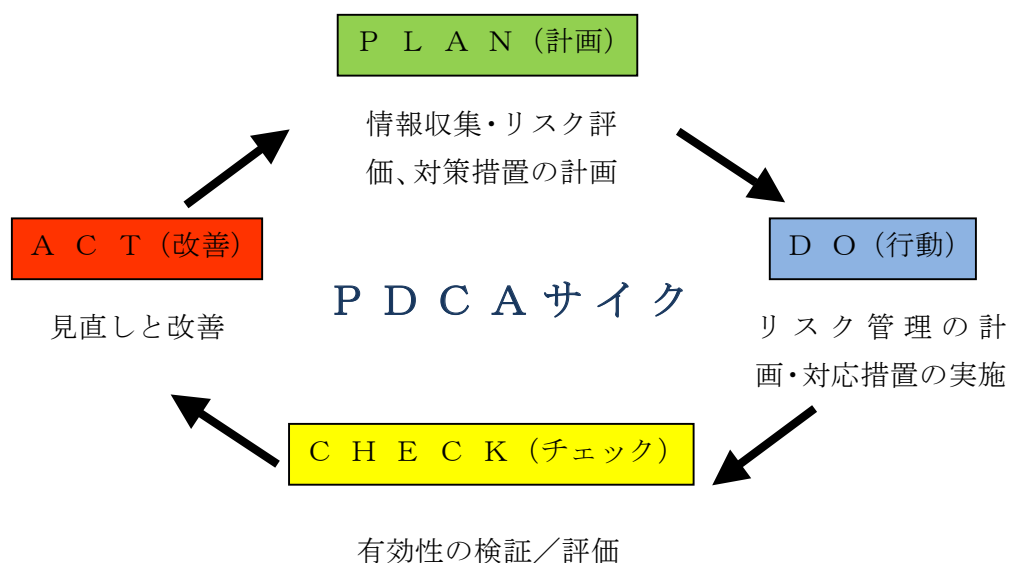 ＰＬＡＮ（計画）
情報収集・リスク評
価、対策措置の計画
ＡＣＴ（改善）
ＤＯ（行動）
ＰＤＣＡサイク
見直しと改善
リスク管理の計
画・対応措置の実施
ＣＨＥＣＫ（チェック）
有効性の検証／評価